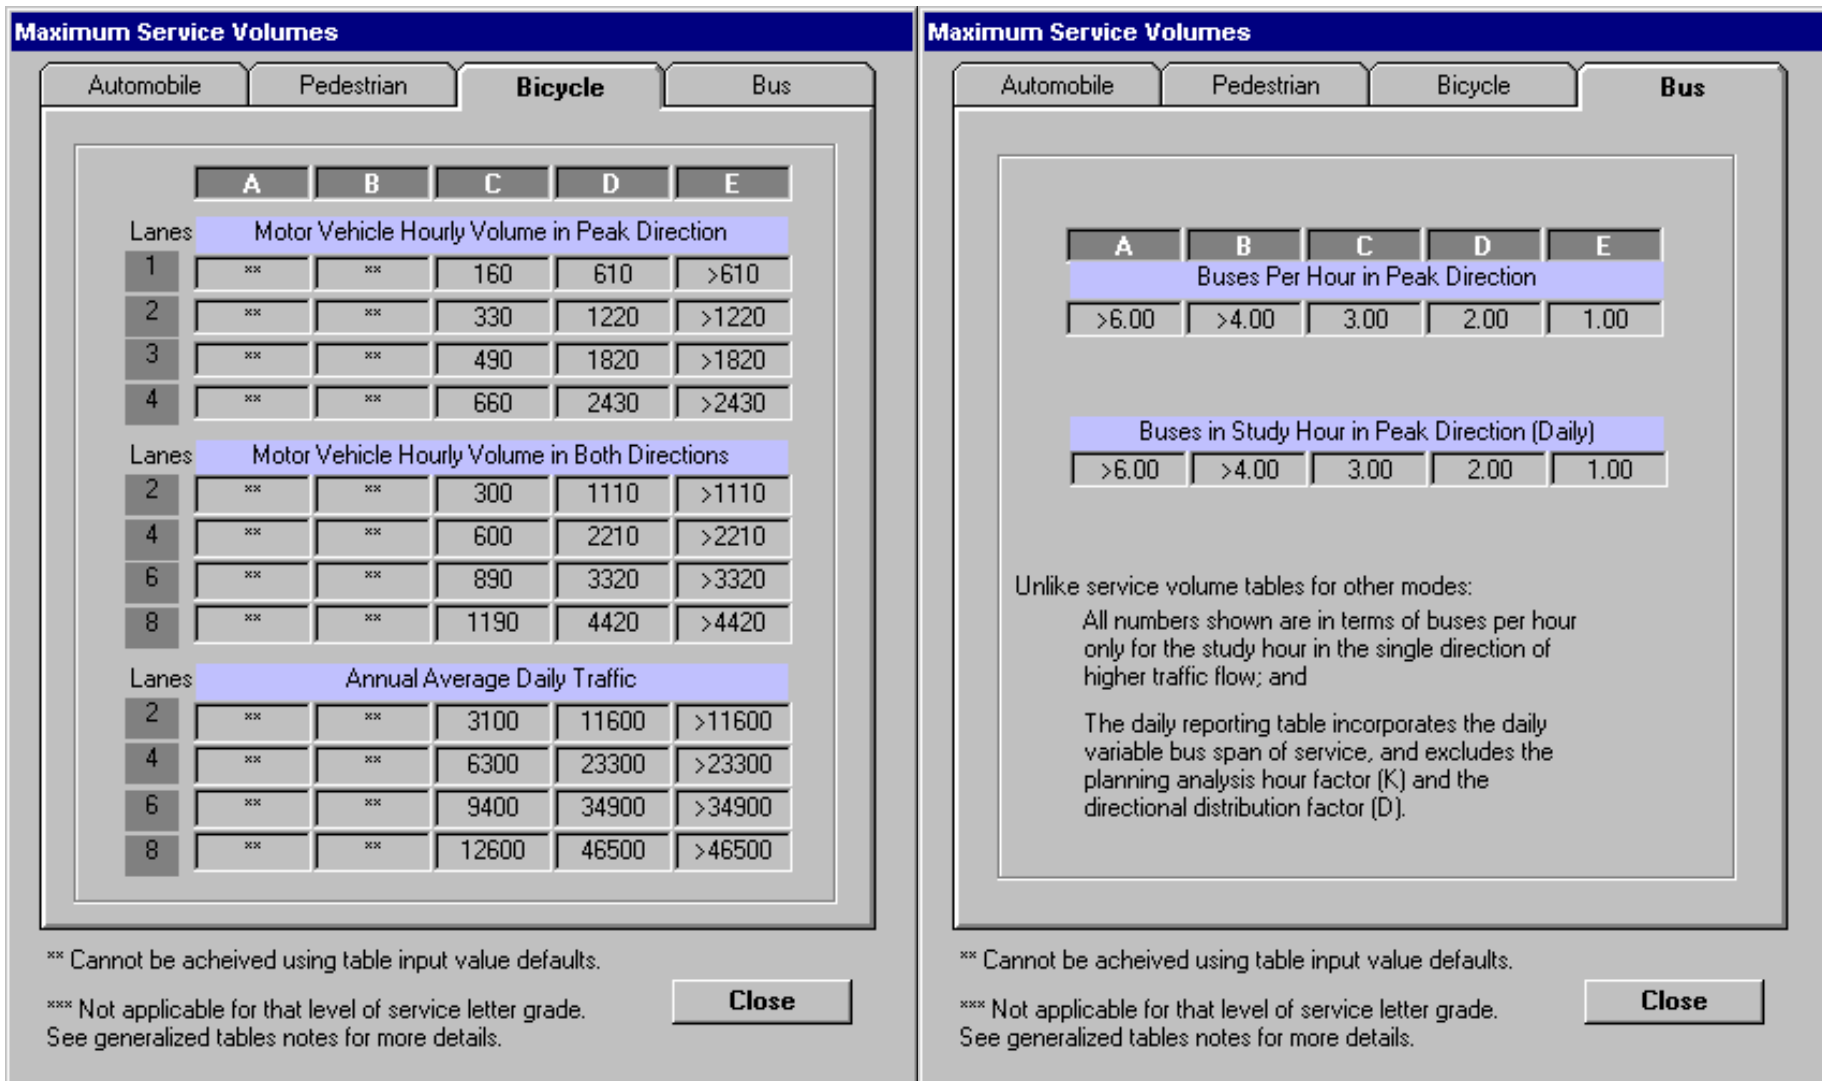 Maximum Service Volumes
Automobile Pedestrian Bicycle Bus
A B C D E
Lanes Motor Vehicle Hourly Volume in Peak Direction
1 ** ** 160 610 >610
2 ** ** 330 1220 >1220
3 ** ** 490 1820 >1820
4 ** ** 660 2430 >2430
Lanes Motor Vehicle Hourly Volume in Both Directions
2 ** ** 300 1110 >1110
4 ** ** 600 2210 >2210
6 ** ** 890 3320 >3320
8 ** ** 1190 4420 >4420
Lanes Annual Average Daily Traffic
2 ** ** 3100 11600 >11600
4 ** ** 6300 23300 >23300
6 ** ** 9400 34900 >34900
8 ** ** 12600 46500 >46500
** Cannot be acheived using table input value defaults.
*** Not applicable for that level of service letter grade.
See generalized tables notes for more details.
Close
Maximum Service Volumes
Automobile Pedestrian Bicycle Bus
A B C D E
Buses Per Hour in Peak Direction
>6.00 >4.00 3.00 2.00 1.00
Buses in Study Hour in Peak Direction (Daily)
>6.00 >4.00 3.00 2.00 1.00
Unlike service volume tables for other modes:
All numbers shown are in terms of buses per hour
only for the study hour in the single direction of
higher traffic flow; and
The daily reporting table incorporates the daily
variable bus span of service, and excludes the
planning analysis hour factor (K) and the
directional distribution factor (D).
** Cannot be acheived using table input value defaults.
*** Not applicable for that level of service letter grade.
See generalized tables notes for more details.
Close